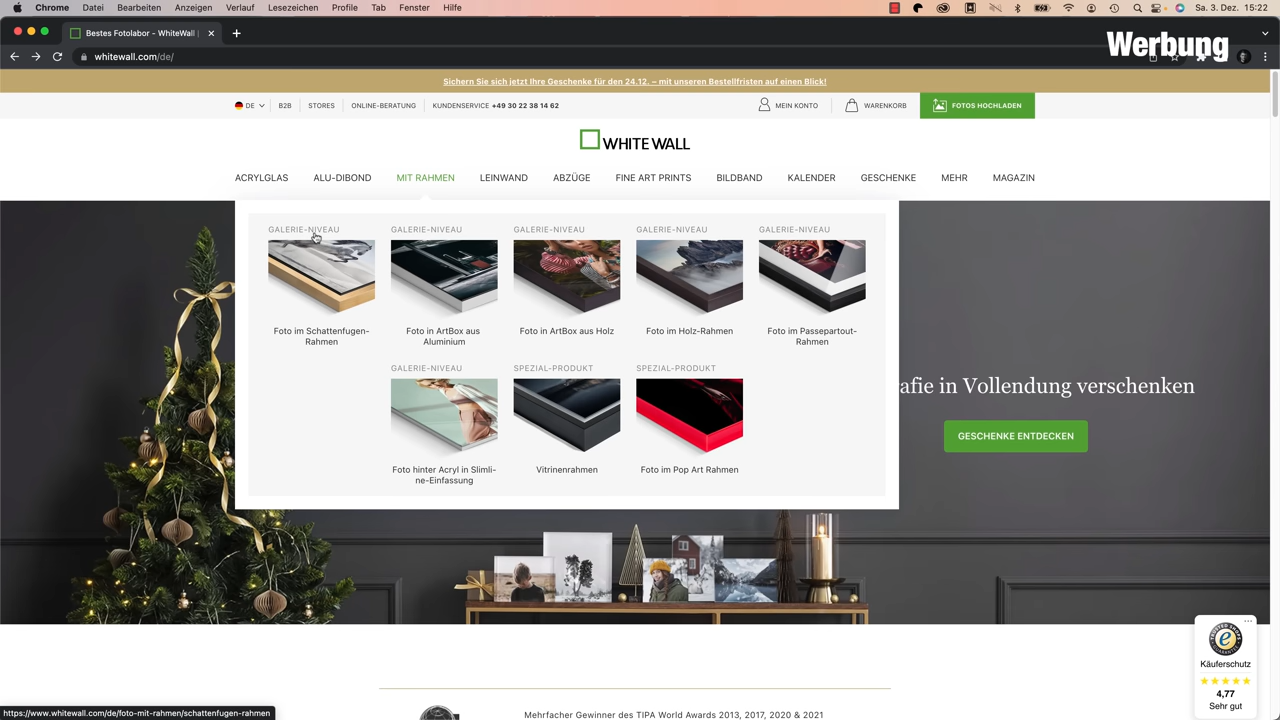 Chrome Datei Bearbeiten Anzeigen Verlauf Lesezeichen Profile Tab Fenster Hilfe Sa. 3. Dez. 15:22
Bestes Fotolabor - WhiteWall |
Werbung
whitewall.com/de/
Sichern Sie sich jetzt Ihre Geschenke für den 24.12. – mit unseren Bestellfristen auf einen Blick!
DE B2B STORES ONLINE-BERATUNG KUNDENSERVICE +49 30 22 38 14 62 MEIN KONTO WARENKORB FOTOS HOCHLADEN
WHITE WALL
ACRYLGLAS ALU-DIBOND MIT RAHMEN LEINWAND ABZÜGE FINE ART PRINTS BILDBAND KALENDER GESCHENKE MEHR MAGAZIN
GALERIE-NIVEAU GALERIE-NIVEAU GALERIE-NIVEAU GALERIE-NIVEAU GALERIE-NIVEAU
Foto im Schattenfugen- Foto in ArtBox aus Foto in ArtBox aus Holz Foto im Holz-Rahmen Foto im Passepartout-
Rahmen Aluminium Rahmen
GALERIE-NIVEAU SPEZIAL-PRODUKT SPEZIAL-PRODUKT
Foto hinter Acryl in Slimli- Vitrinenrahmen Foto im Pop Art Rahmen
ne-Einfassung
afie in Vollendung verschenken
GESCHENKE ENTDECKEN
TRUSTED SHOPS
GUARANTEE
e
Käuferschutz
4,77
Sehr gut
https://www.whitewall.com/de/foto-mit-rahmen/schattenfugen-rahmen
Mehrfacher Gewinner des TIPA World Awards 2013, 2017, 2020 & 2021